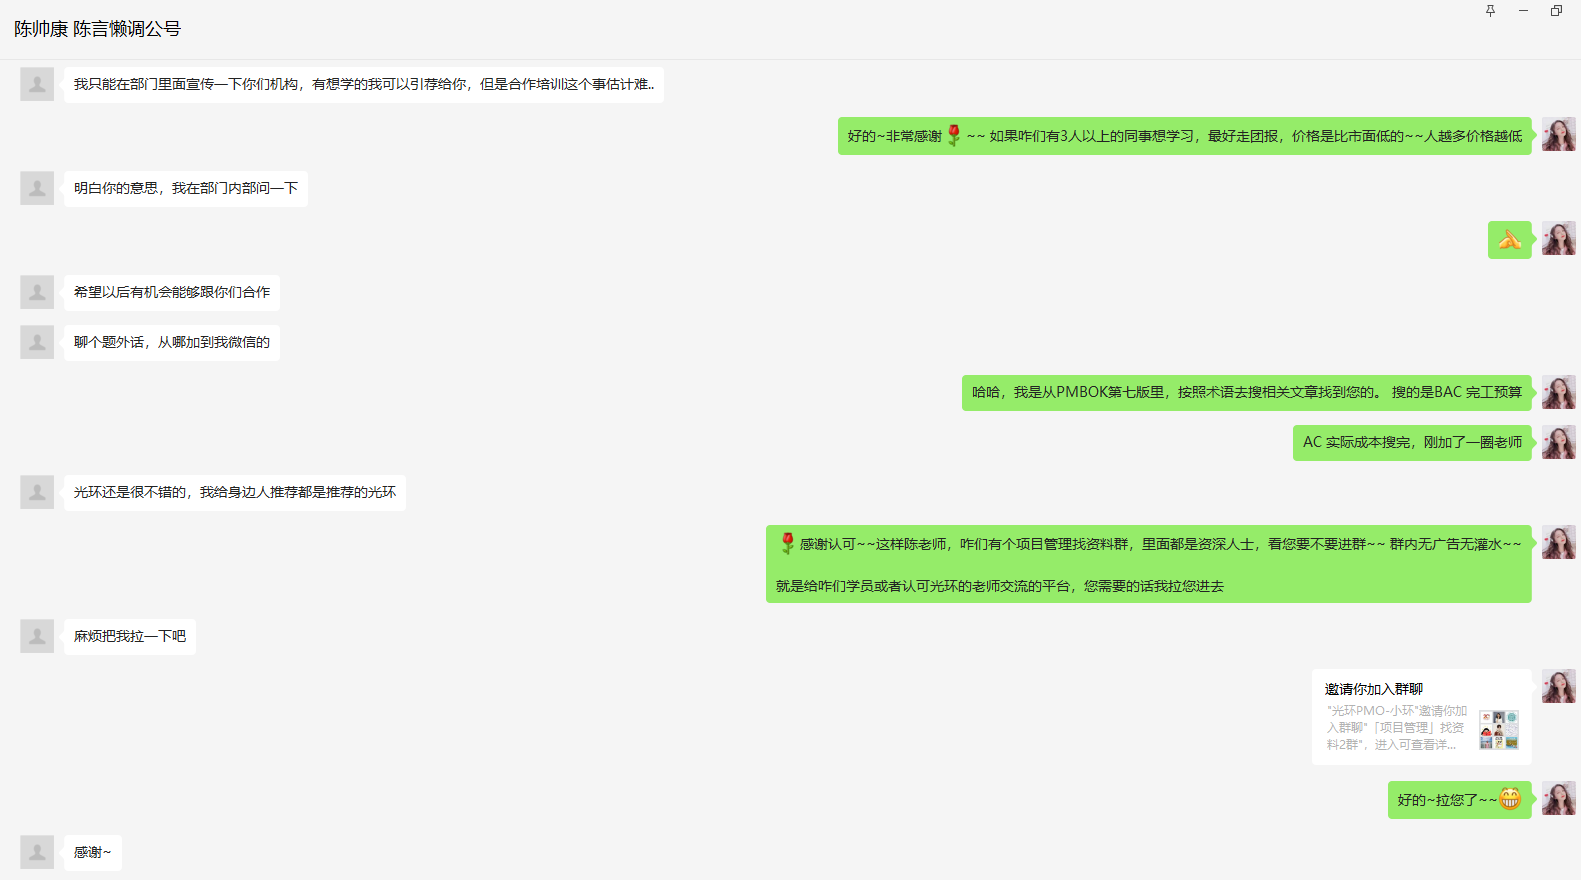 陈帅康 陈言懒调公号
我只能在部门里面宣传一下你们机构，有想学的我可以引荐给你，但是合作培训这个事估计难..
好的~非常感谢 ~~ 如果咱们有3人以上的同事想学习，最好走团报，价格是比市面低的~~人越多价格越低
明白你的意思，我在部门内部问一下
希望以后有机会能够跟你们合作
聊个题外话，从哪加到我微信的
哈哈，我是从PMBOK第七版里，按照术语去搜相关文章找到您的。 搜的是BAC 完工预算
AC 实际成本搜完，刚加了一圈老师
光环还是很不错的，我给身边人推荐都是推荐的光环
感谢认可~~这样陈老师，咱们有个项目管理找资料群，里面都是资深人士，看您要不要进群~~ 群内无广告无灌水~~
就是给咱们学员或者认可光环的老师交流的平台，您需要的话我拉您进去
麻烦把我拉一下吧
邀请你加入群聊
"光环PMO-小环"邀请你加
入群聊"「项目管理」找资
料2群"，进入可查看详...
好的~拉您了~~
感谢~